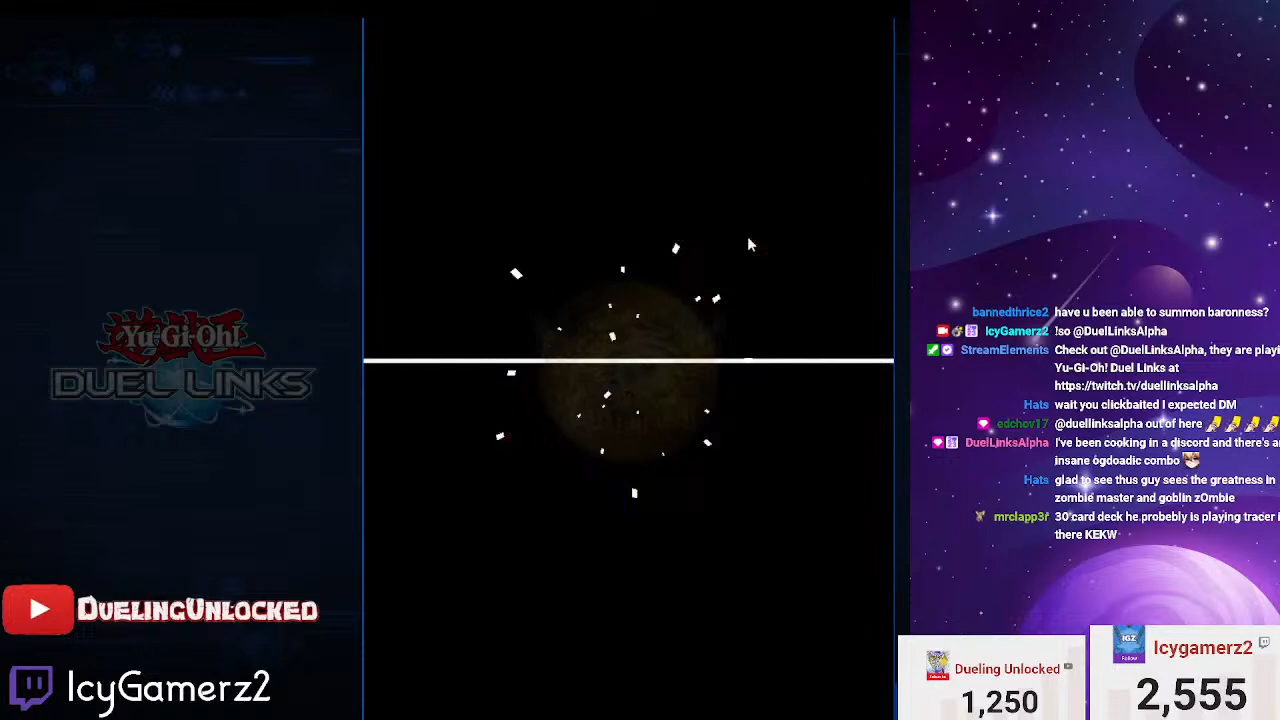 Yu-Gi-Oh!
DUEL LINKS
DUELINGUNLOCKED
IcyGamerz2
bannedthrice2 have u been able to summon baronness?
IcyGamerz2 !so @DuelLinksAlpha
StreamElements Check out @DuelLinksAlpha, they are playi
Yu-Gi-Oh! Duel Links at
https://twitch.tv/duellinksalpha
Hats wait you clickbaited I expected DM
edchov17 @duellinksalpha out of here
DuelLinksAlpha I've been cooking in a discord and there's an
insane ogdoadic combo
Hats glad to see thus guy sees the greatness in
zombie master and goblin zOmbie
mrclapp3r 30 card deck he probebly is playing tracer i
there KEKW
Dueling Unlocked
1,250
IGZ
Follow
Icygamerz2
2,555